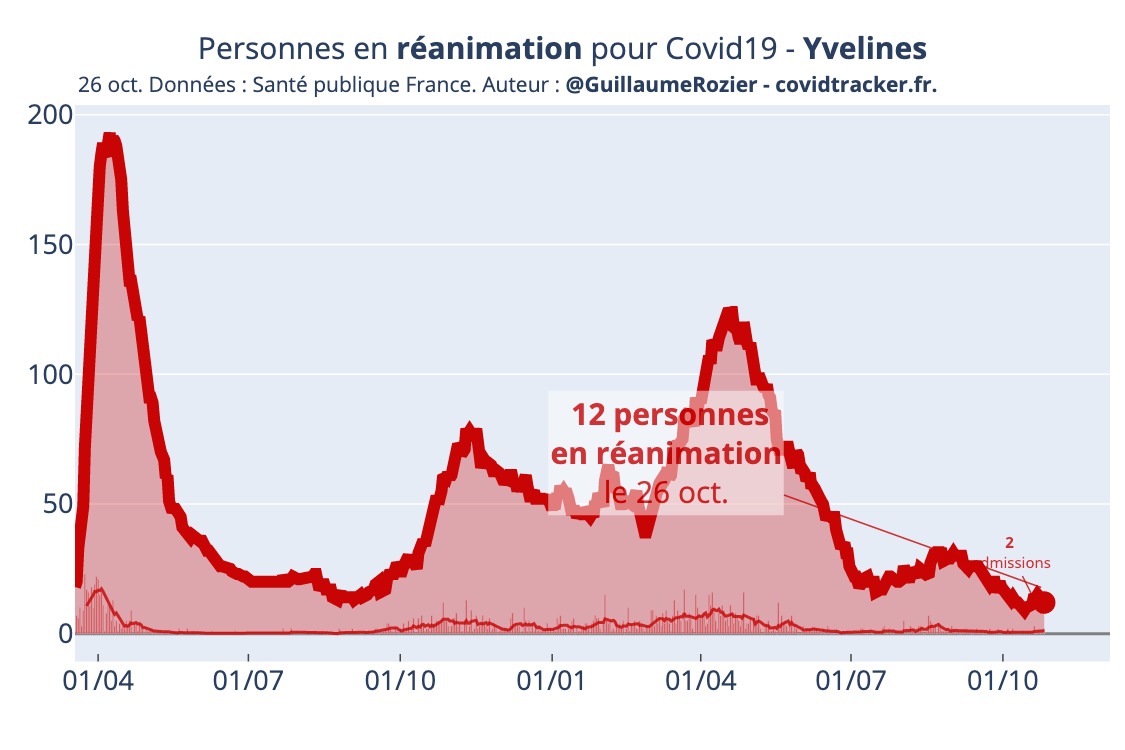 Personnes en réanimation pour Covid19 - Yvelines
26 oct. Données : Santé publique France. Auteur : @GuillaumeRozier - covidtracker.fr.
200
150
100
50
0
12 personnes
en réanimation
le 26 oct.
2
dmissions
01/04
01/07
01/10
01/01
01/04
01/07
01/10